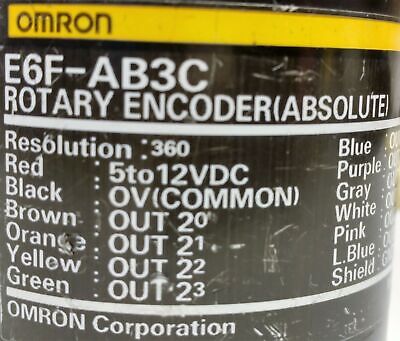 OMRON
E6F-AB3C
ROTARY ENCODER(ABSOLUTE)
Resolution :360
Red : 5to12VDC
Black : OV(COMMON)
Brown : OUT 2⁰
Orange : OUT 2¹
Yellow : OUT 2²
Green : OUT 2³
Blue :
Purple :
Gray :
White :
Pink :
L.Blue :
Shield :
OMRON Corporation